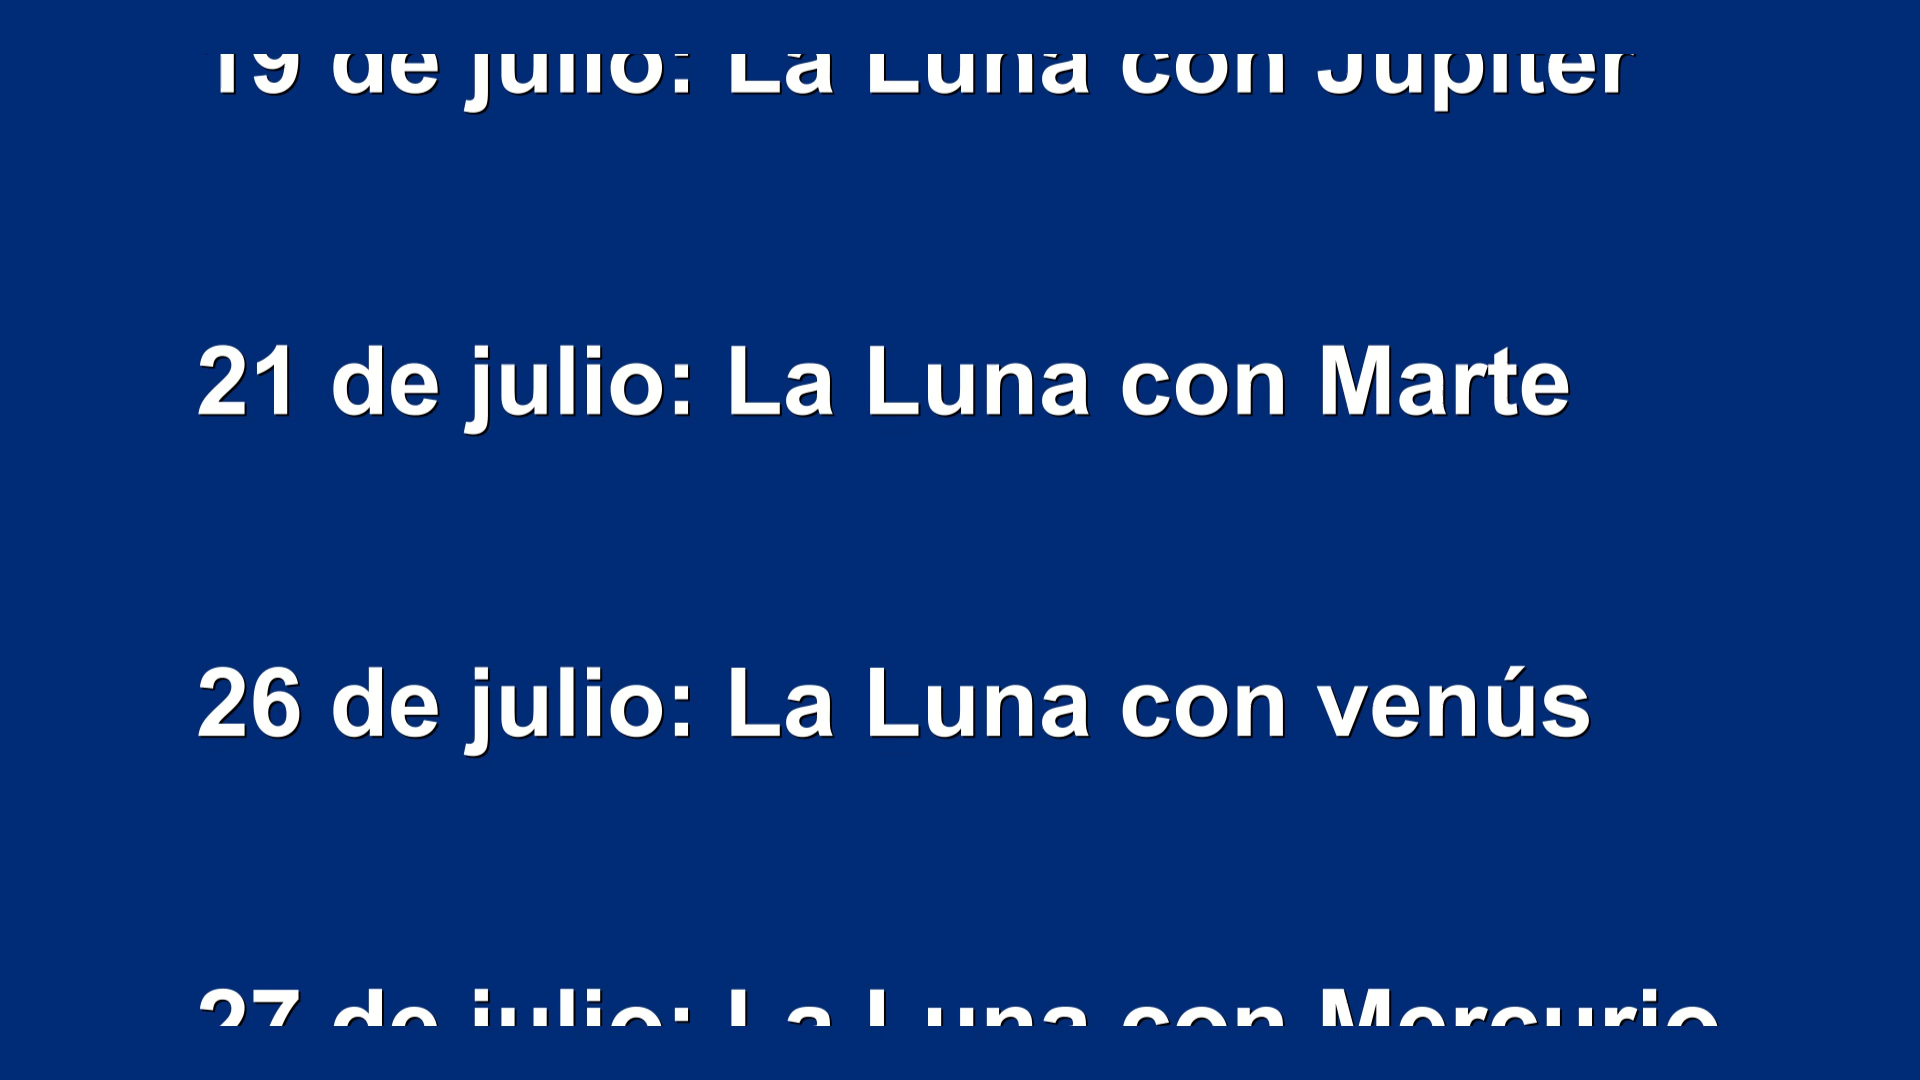 19 de julio: La Luna con Jupiter
21 de julio: La Luna con Marte
26 de julio: La Luna con venús
27 de julio: La Luna con Mercurio